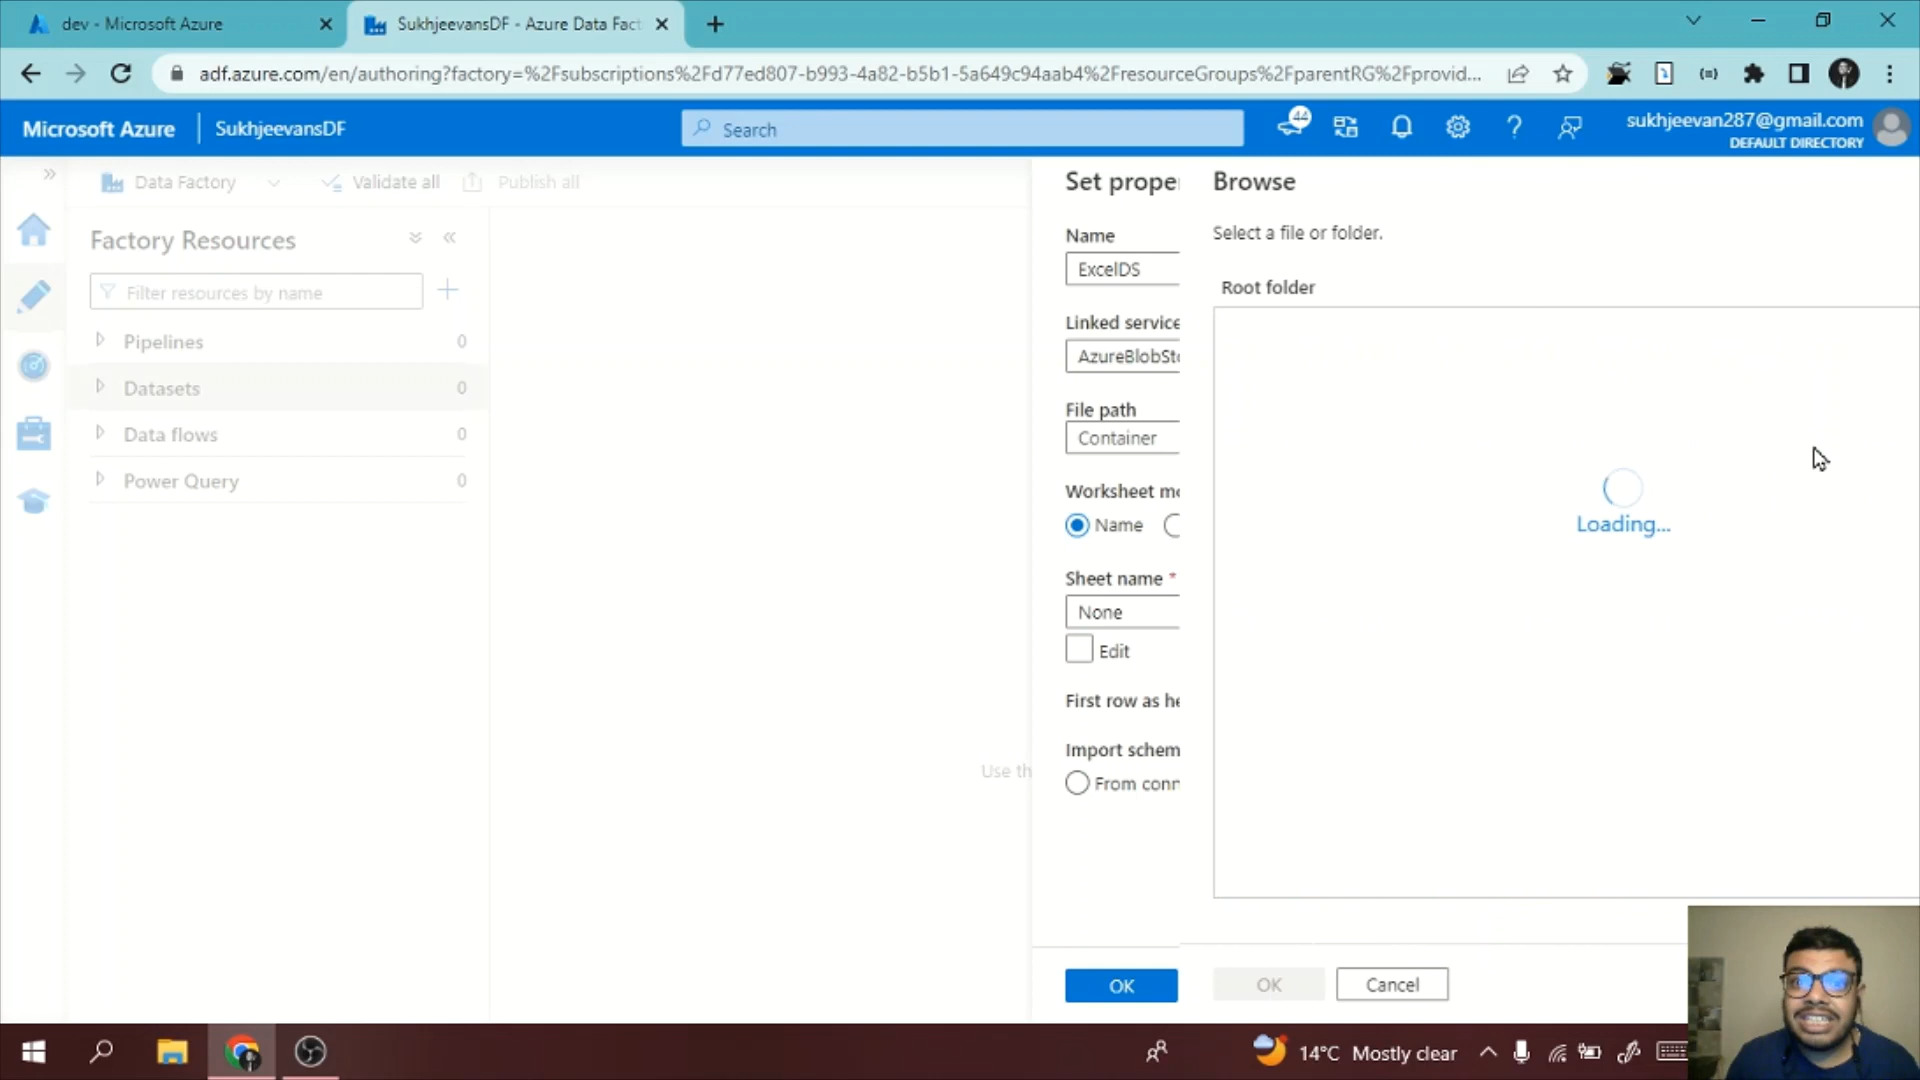 dev - Microsoft Azure
SukhjeevansDF - Azure Data Fact
adf.azure.com/en/authoring?factory=%2Fsubscriptions%2Fd77ed807-b993-4a82-b5b1-5a649c94aab4%2FresourceGroups%2FparentRG%2Fprovid...
Microsoft Azure
SukhjeevansDF
Search
44
sukhjeevan287@gmail.com
DEFAULT DIRECTORY
Data Factory
Validate all
Publish all
Factory Resources
Filter resources by name
Pipelines 0
Datasets 0
Data flows 0
Power Query 0
Use th
Set proper
Name
ExcelDS
Linked service
AzureBlobSto
File path
Container
Worksheet mo
Name
Sheet name *
None
Edit
First row as he
Import schem
From conn
OK
Browse
Select a file or folder.
Root folder
Loading...
OK
Cancel
14°C Mostly clear